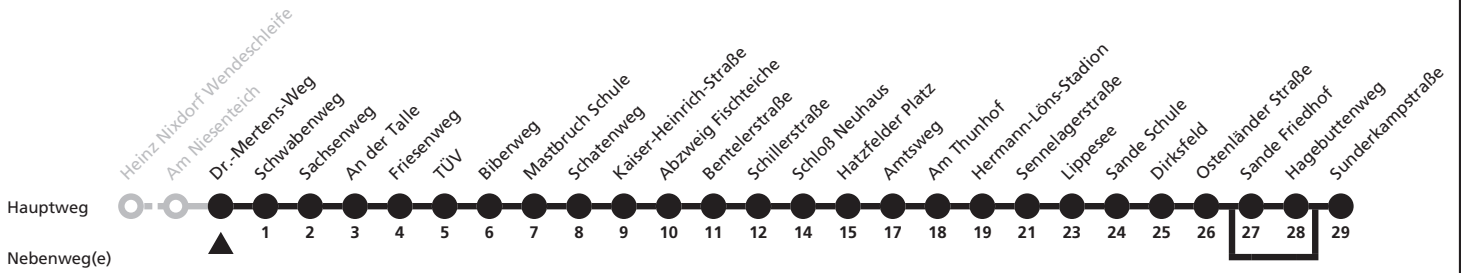 Heinz Nixdorf Wendeschleife
Am Niesenteich
Dr.-Mertens-Weg
Schwabenweg
Sachsenweg
An der Talle
Friesenweg
TÜV
Biberweg
Mastbruch Schule
Schatenweg
Kaiser-Heinrich-Straße
Abzweig Fischteiche
Bentelerstraße
Schillerstraße
Schloß Neuhaus
Hatzfelder Platz
Amtsweg
Am Thunhof
Hermann-Löns-Stadion
Sennelagerstraße
Lippesee
Sande Schule
Dirksfeld
Ostenländer Straße
Sande Friedhof
Hagebuttenweg
Sunderkampstraße
Hauptweg
1 2 3 4 5 6 7 8 9 10 11 12 14 15 17 18 19 21 23 24 25 26 27 28 29
Nebenweg(e)